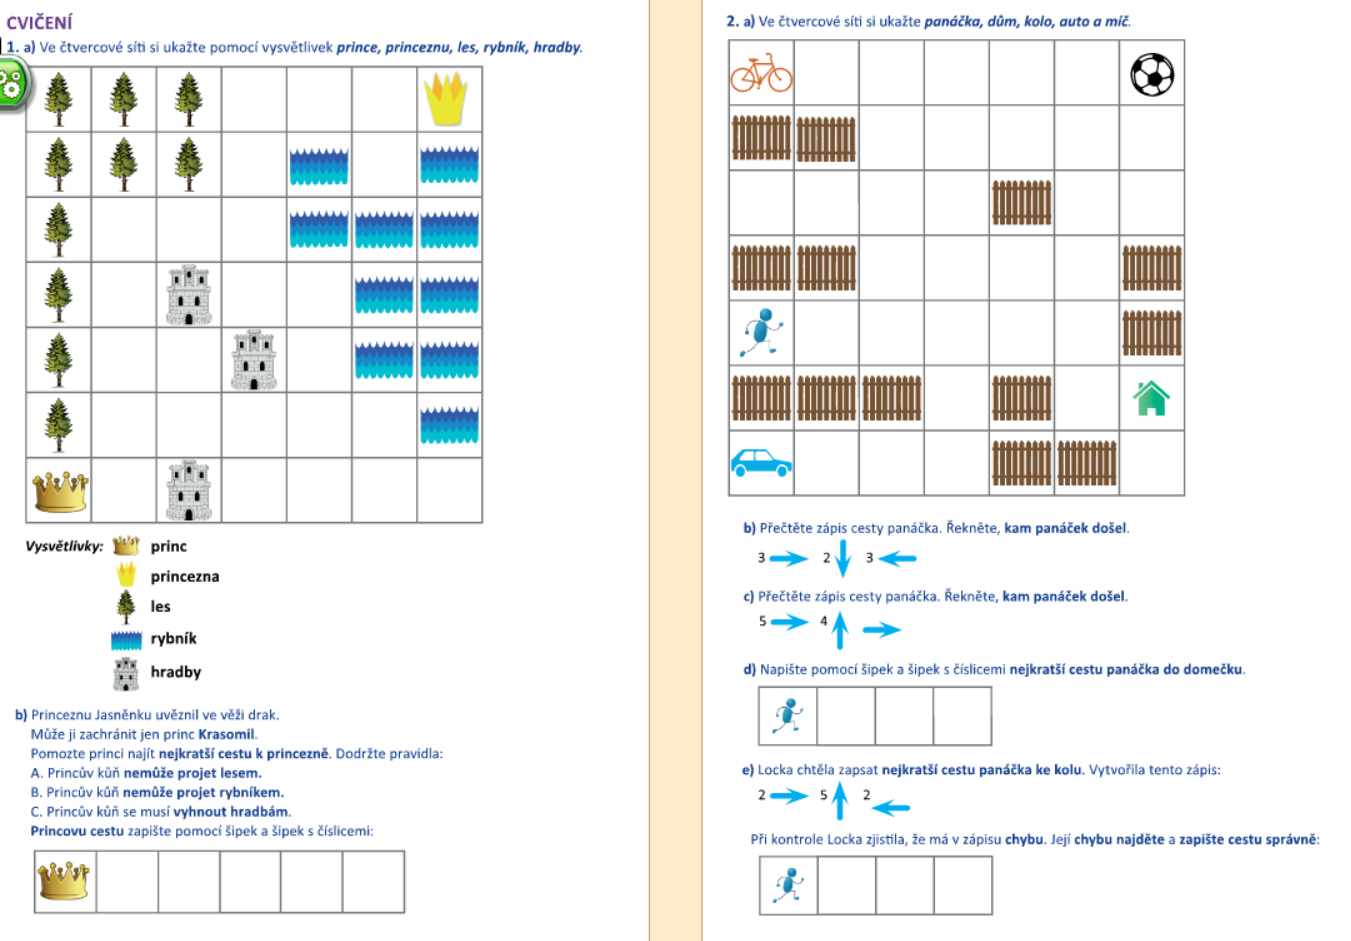 CVIČENÍ
1. a) Ve čtvercové síti si ukažte pomocí vysvětlivek prince, princeznu, les, rybník, hradby.
Vysvětlivky:
princ
princezna
les
rybník
hradby
b) Princeznu Jasněnku uvěznil ve věži drak.
Může ji zachránit jen princ Krasomil.
Pomozte princi najít nejkratší cestu k princezně. Dodržte pravidla:
A. Princův kůň nemůže projet lesem.
B. Princův kůň nemůže projet rybníkem.
C. Princův kůň se musí vyhnout hradbám.
Princovu cestu zapište pomocí šipek a šipek s číslicemi:
2. a) Ve čtvercové síti si ukažte panáčka, dům, kolo, auto a míč.
b) Přečtěte zápis cesty panáčka. Řekněte, kam panáček došel.
3 2 3
c) Přečtěte zápis cesty panáčka. Řekněte, kam panáček došel.
5 4
d) Napište pomocí šipek a šipek s číslicemi nejkratší cestu panáčka do domečku.
e) Locka chtěla zapsat nejkratší cestu panáčka ke kolu. Vytvořila tento zápis:
2 5 2
Při kontrole Locka zjistila, že má v zápisu chybu. Její chybu najděte a zapište cestu správně: